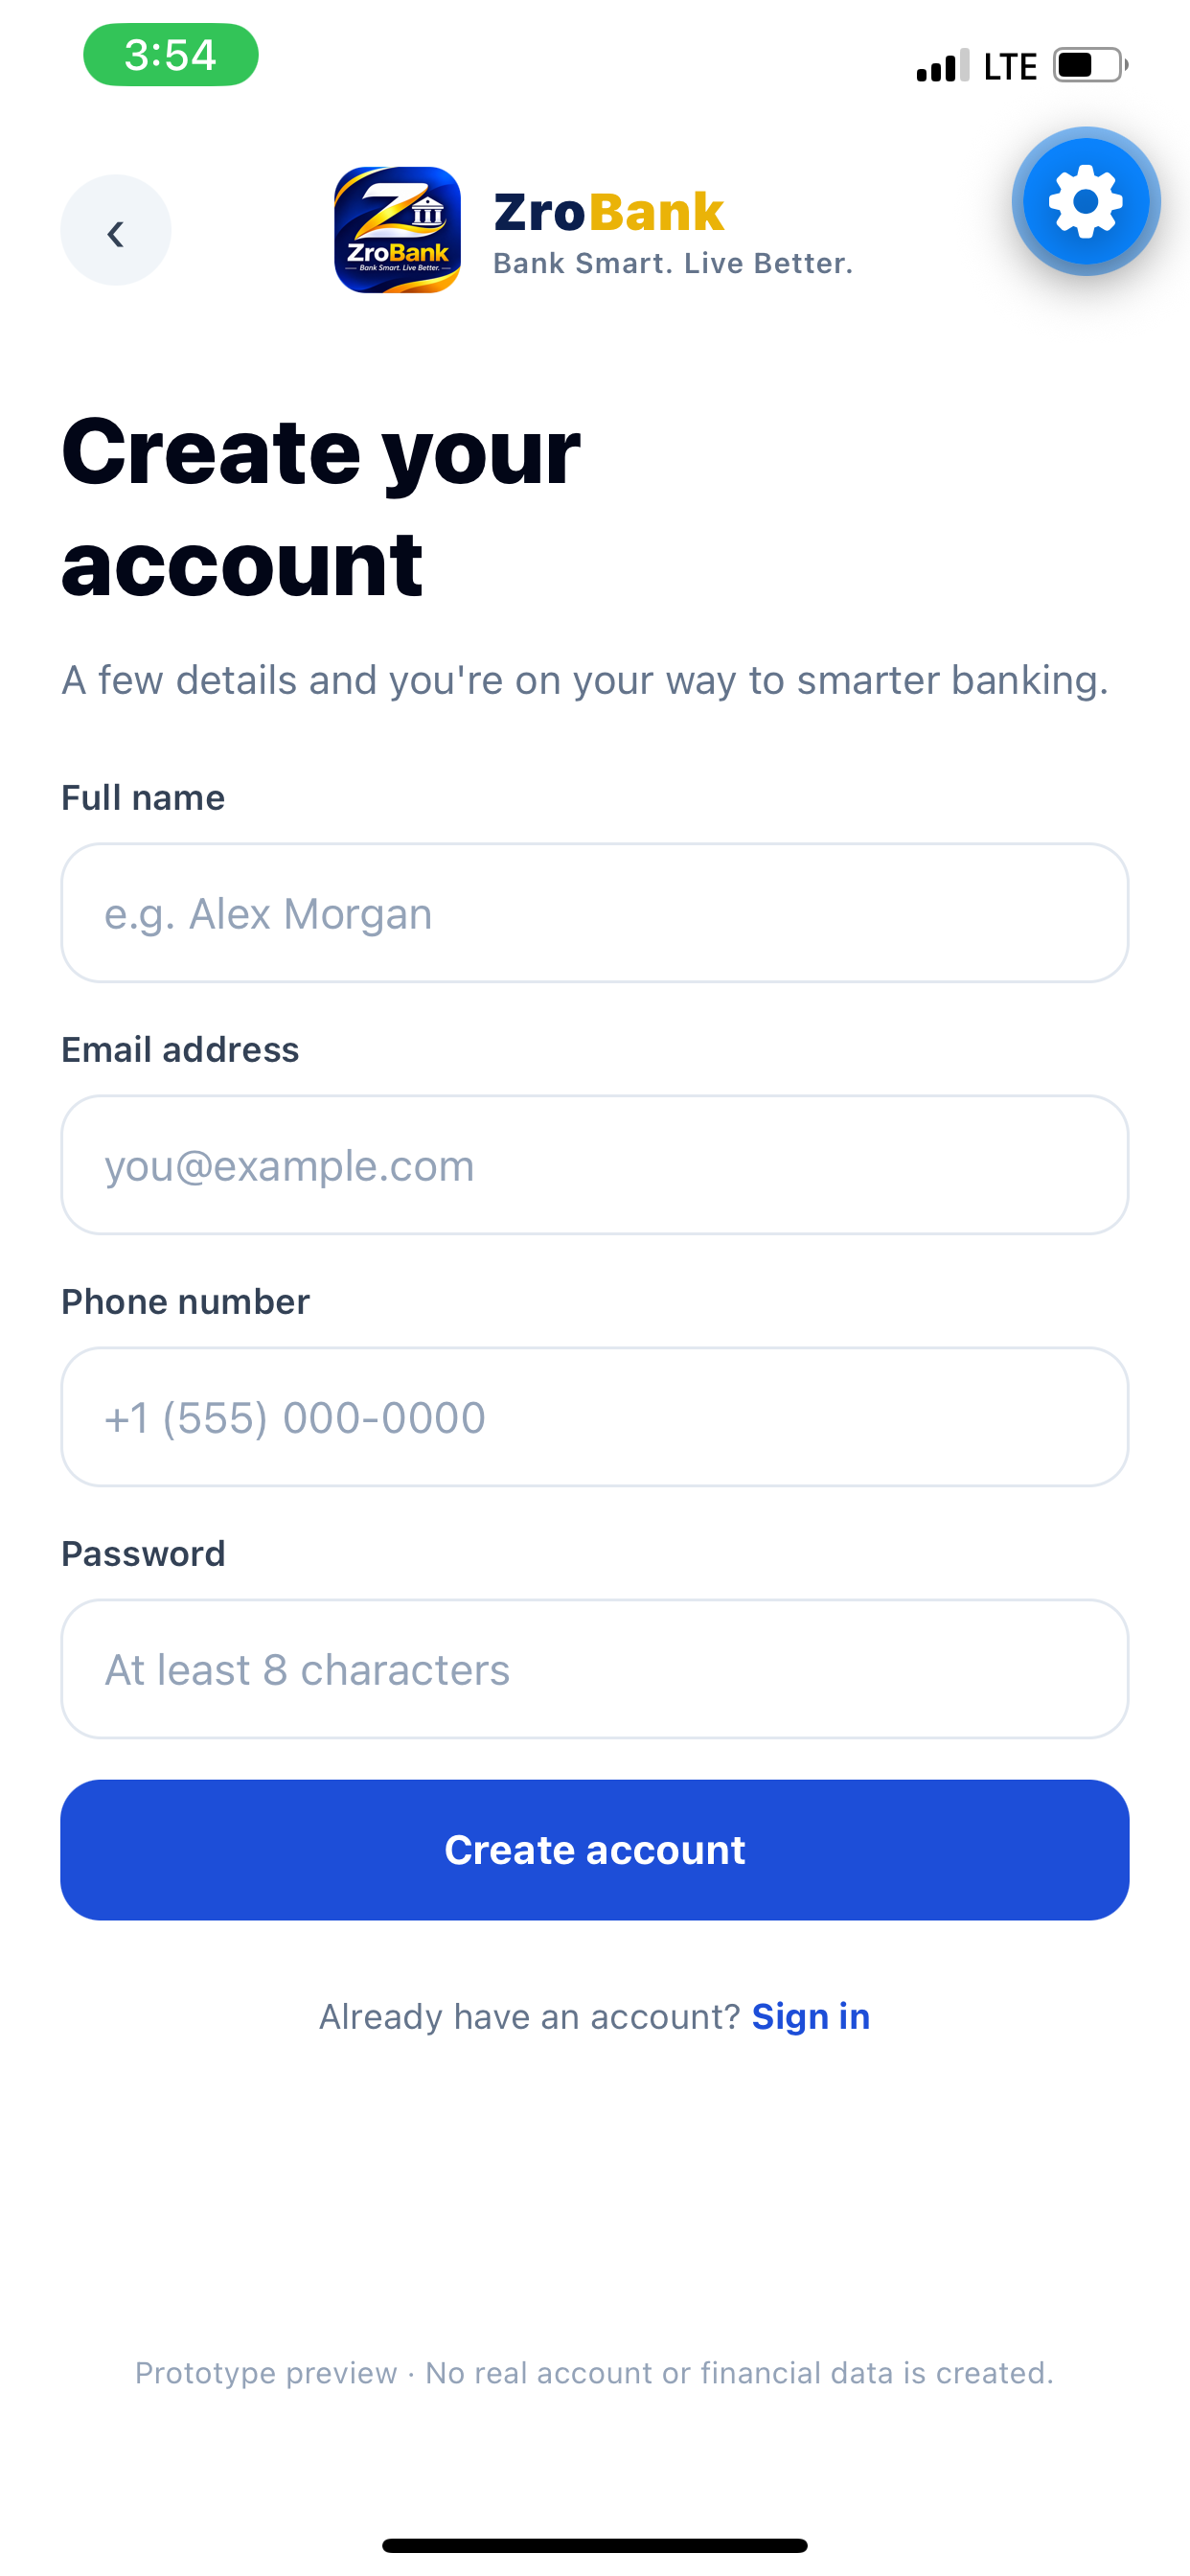 3:54
LTE
‹
ZroBank
Bank Smart. Live Better.
ZroBank
Bank Smart. Live Better.
Create your
account
A few details and you're on your way to smarter banking.
Full name
e.g. Alex Morgan
Email address
you@example.com
Phone number
+1 (555) 000-0000
Password
At least 8 characters
Create account
Already have an account? Sign in
Prototype preview · No real account or financial data is created.